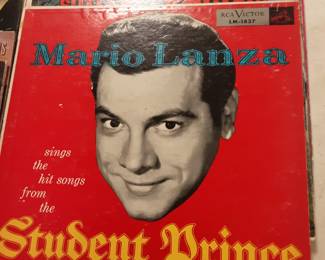 RCA VICTOR
LM-1837
Mario Lanza
sings
the
hit songs
from
the
Student Prince